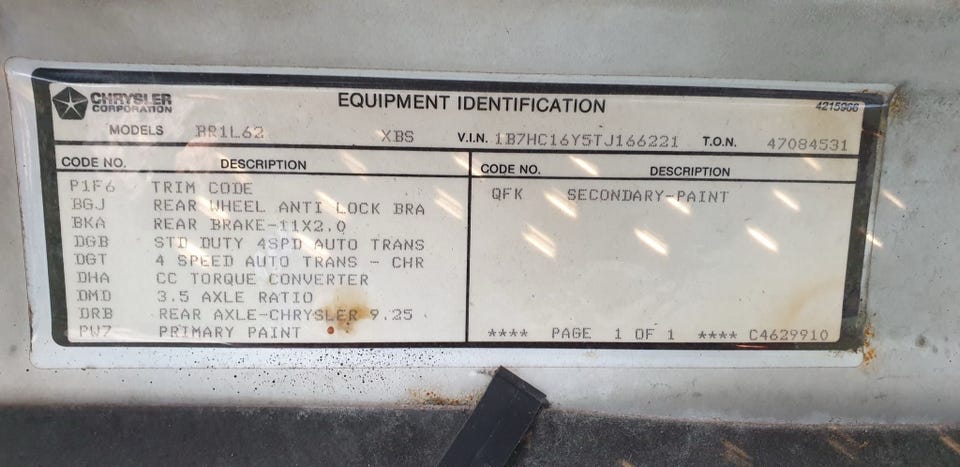 CHRYSLER
CORPORATION
EQUIPMENT IDENTIFICATION
4215966
MODELS BR1L62 XBS V.I.N. 1B7HC16Y5TJ166221 T.O.N. 47084531
CODE NO. DESCRIPTION
P1F6 TRIM CODE
BGJ REAR WHEEL ANTI LOCK BRA
BKA REAR BRAKE-11X2.0
DGB STD DUTY 4SPD AUTO TRANS
DGT 4 SPEED AUTO TRANS - CHR
DHA CC TORQUE CONVERTER
DMD 3.5 AXLE RATIO
DRB REAR AXLE-CHRYSLER 9.25
PW7 PRIMARY PAINT
CODE NO. DESCRIPTION
QFK SECONDARY-PAINT
**** PAGE 1 OF 1 **** C4629910